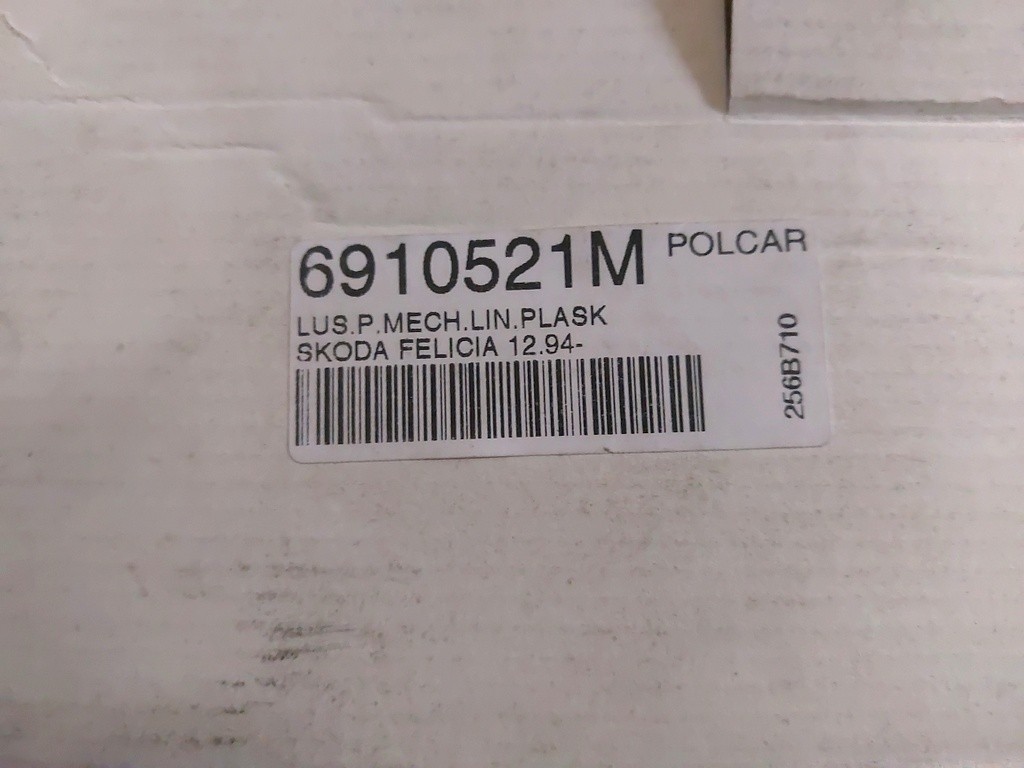 6910521M POLCAR
LUS.P.MECH.LIN.PLASK
SKODA FELICIA 12.94-
256B710